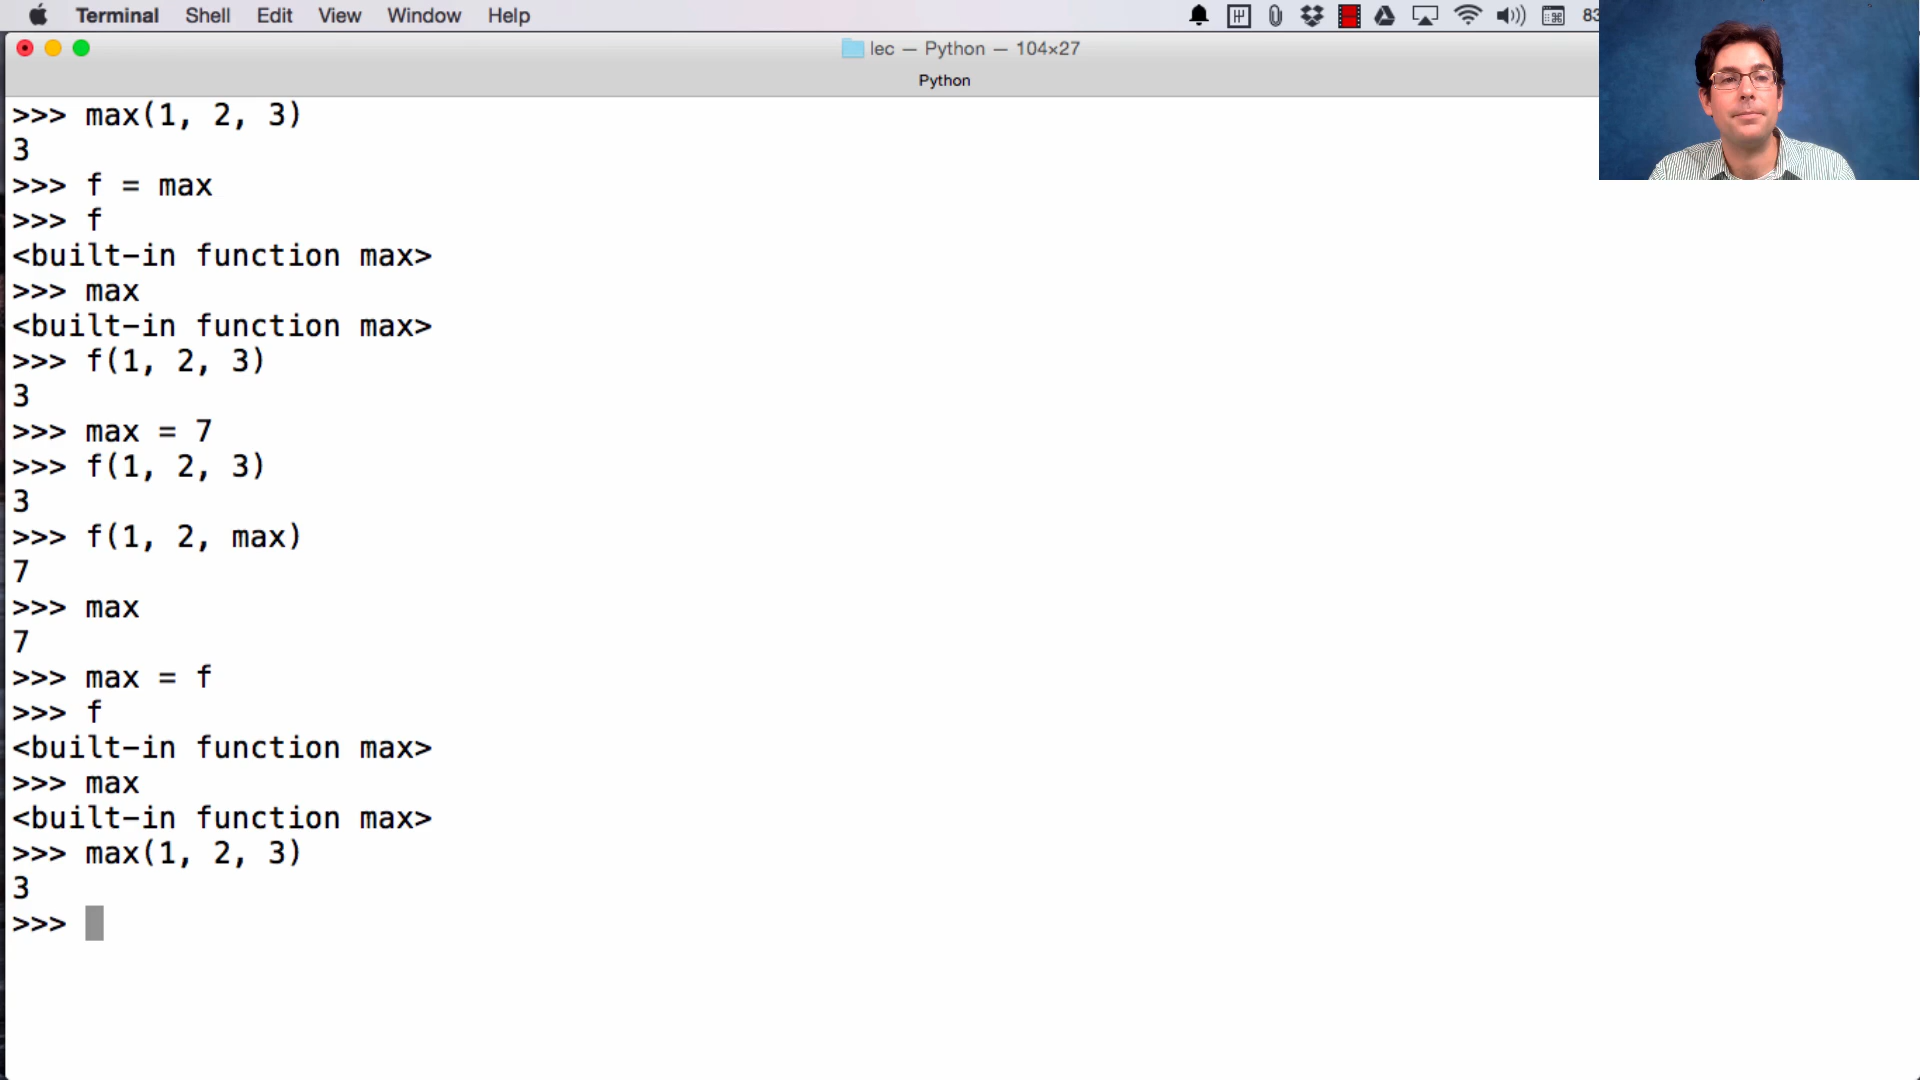 Terminal Shell Edit View Window Help 83
lec — Python — 104×27
Python
>>> max(1, 2, 3)
3
>>> f = max
>>> f
<built-in function max>
>>> max
<built-in function max>
>>> f(1, 2, 3)
3
>>> max = 7
>>> f(1, 2, 3)
3
>>> f(1, 2, max)
7
>>> max
7
>>> max = f
>>> f
<built-in function max>
>>> max
<built-in function max>
>>> max(1, 2, 3)
3
>>>